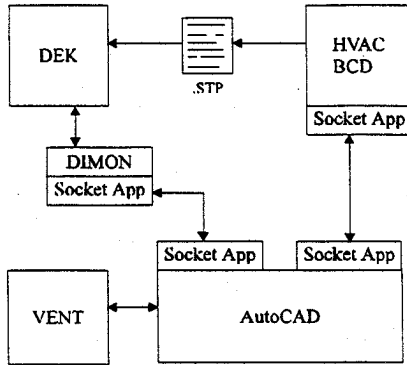 DEK
HVAC
BCD
.STP
Socket App
DIMON
Socket App
Socket App
Socket App
VENT
AutoCAD